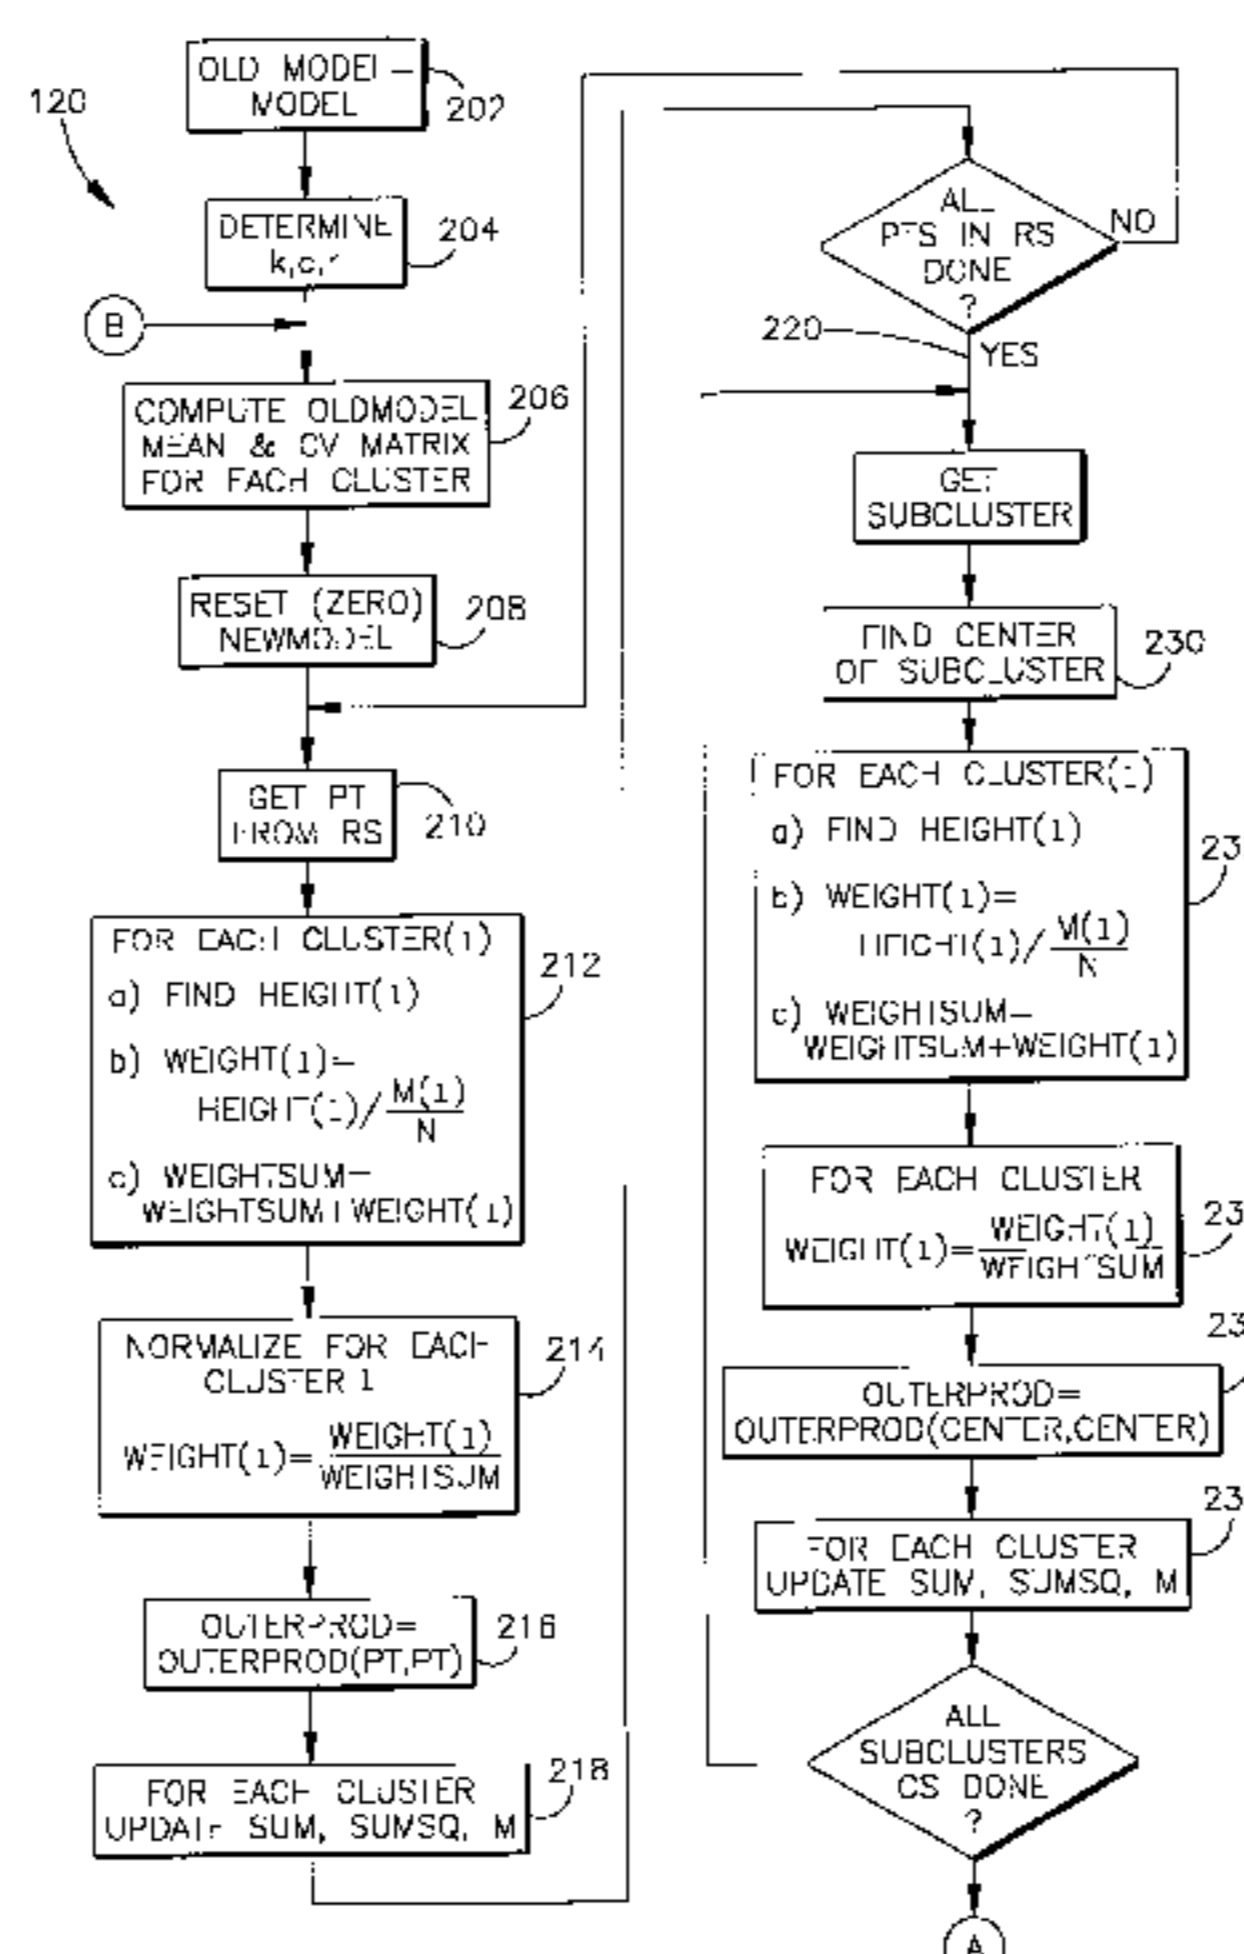 120
OLD MODEL =
MODEL
202
DETERMINE
204
B
COMPUTE OLDMODEL
MEAN & CV MATRIX
FOR EACH CLUSTER
206
RESET (ZERO)
NEWMODEL
208
GET PT
FROM RS
210
FOR EACH CLUSTER(1)
a) FIND HEIGHT(1)
b) WEIGHT(1)=
HEIGHT(1)/ M(1)
N
c) WEIGHTSUM=
WEIGHTSUM+WEIGHT(1)
212
NORMALIZE FOR EACH
CLUSTER 1
WEIGHT(1)= WEIGHT(1)
WEIGHTSUM
214
OUTERPROD=
OUTERPROD(PT,PT)
216
FOR EACH CLUSTER
UPDATE SUM, SUMSQ, M
218
ALL
PTS IN RS
DONE
?
NO
220
YES
GET
SUBCLUSTER
FIND CENTER
OF SUBCLUSTER
230
FOR EACH CLUSTER(1)
a) FIND HEIGHT(1)
b) WEIGHT(1)=
HEIGHT(1)/ M(1)
N
c) WEIGHTSUM=
WEIGHTSUM+WEIGHT(1)
23
FOR EACH CLUSTER
WEIGHT(1)= WEIGHT(1)
WEIGHTSUM
23
OUTERPROD=
OUTERPROD(CENTER,CENTER)
23
FOR EACH CLUSTER
UPDATE SUM, SUMSQ, M
23
ALL
SUBCLUSTERS
CS DONE
?
A